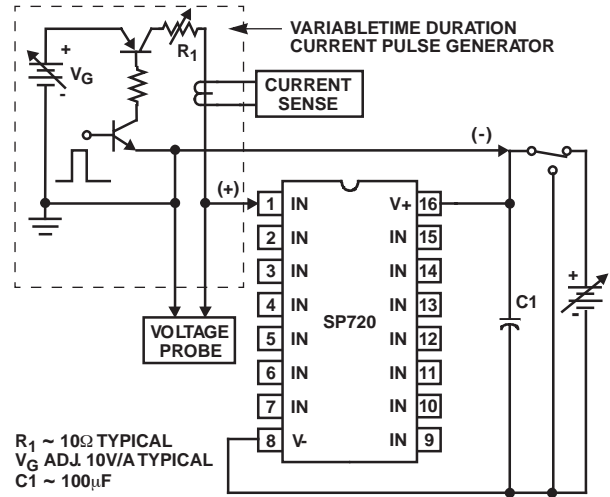 VARIABLETIME DURATION
CURRENT PULSE GENERATOR
+
R1
VG
-
CURRENT
SENSE
(-)
(+)
1 IN V+ 16
2 IN IN 15
3 IN IN 14
4 IN IN 13
5 IN IN 12
6 IN IN 11
7 IN IN 10
8 V- IN 9
SP720
+
C1
-
VOLTAGE
PROBE
R1 ~ 10Ω TYPICAL
VG ADJ. 10V/A TYPICAL
C1 ~ 100μF